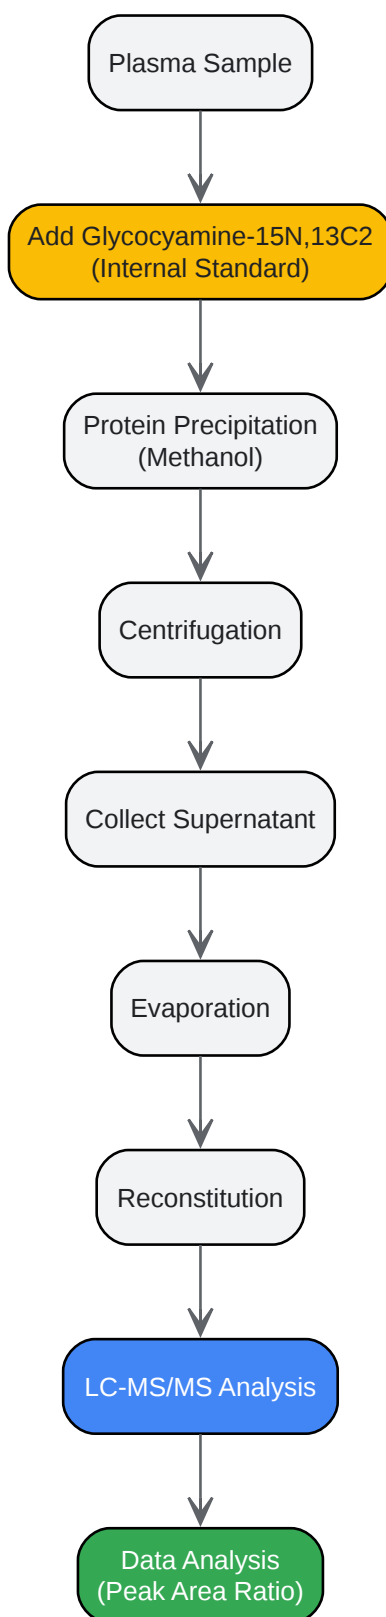 Plasma Sample
Add Glycocyamine-15N,13C2
(Internal Standard)
Protein Precipitation
(Methanol)
Centrifugation
Collect Supernatant
Evaporation
Reconstitution
LC-MS/MS Analysis
Data Analysis
(Peak Area Ratio)